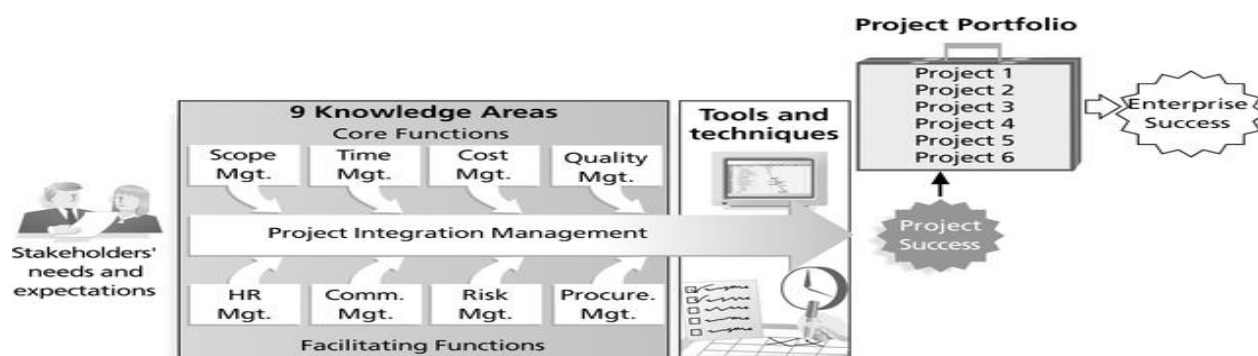 Project Portfolio
Project 1
Project 2
Project 3
Project 4
Project 5
Project 6
Enterprise
Success
9 Knowledge Areas
Core Functions
Scope
Mgt.
Time
Mgt.
Cost
Mgt.
Quality
Mgt.
Tools and
techniques
Stakeholders'
needs and
expectations
Project Integration Management
Project
Success
HR
Mgt.
Comm.
Mgt.
Risk
Mgt.
Procure.
Mgt.
Facilitating Functions